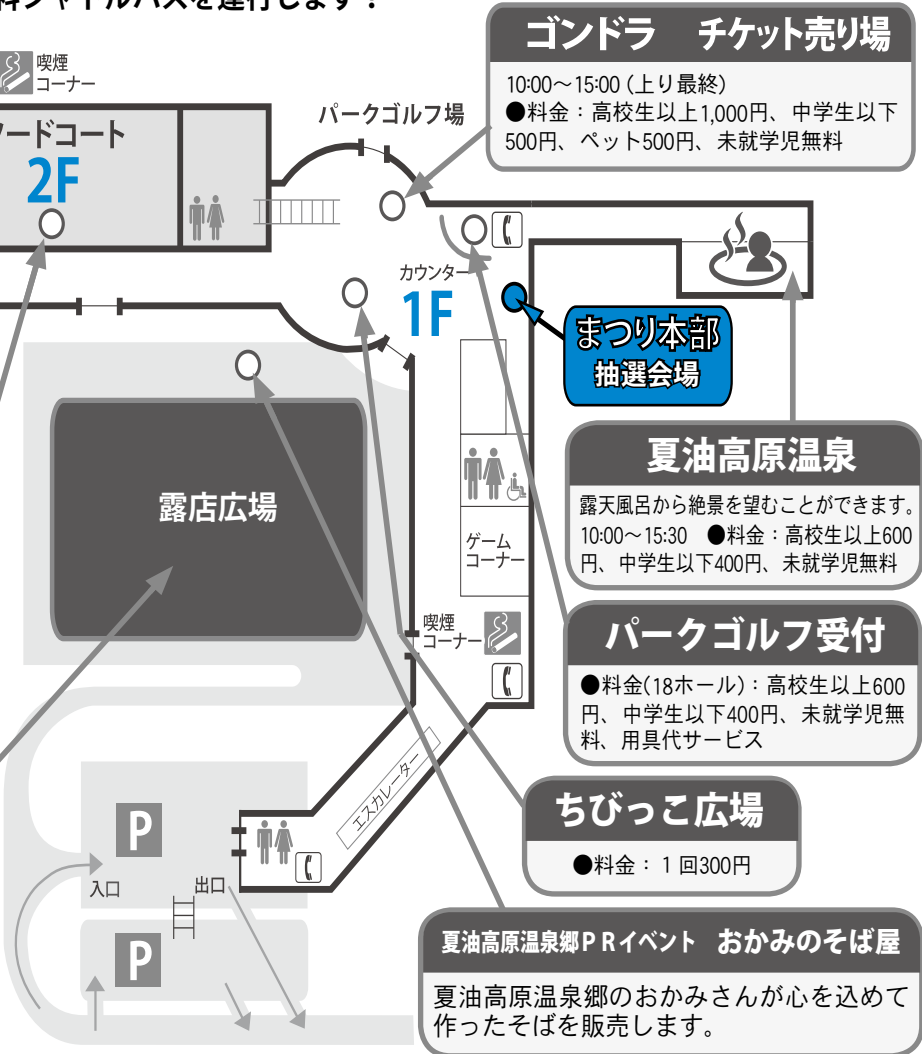 料シャトルバスを運行します！
喫煙
コーナー
フードコート
2F
パークゴルフ場
ゴンドラ　チケット売り場
10:00〜15:00 (上り最終)
●料金：高校生以上1,000円、中学生以下
500円、ペット500円、未就学児無料
カウンター
1F
まつり本部
抽選会場
夏油高原温泉
露天風呂から絶景を望むことができます。
10:00〜15:30　●料金：高校生以上600
円、中学生以下400円、未就学児無料
露店広場
ゲーム
コーナー
喫煙
コーナー
パークゴルフ受付
●料金(18ホール)：高校生以上600
円、中学生以下400円、未就学児無
料、用具代サービス
エスカレーター
ちびっこ広場
●料金：１回300円
P
入口
出口
P
夏油高原温泉郷ＰＲイベント　おかみのそば屋
夏油高原温泉郷のおかみさんが心を込めて
作ったそばを販売します。